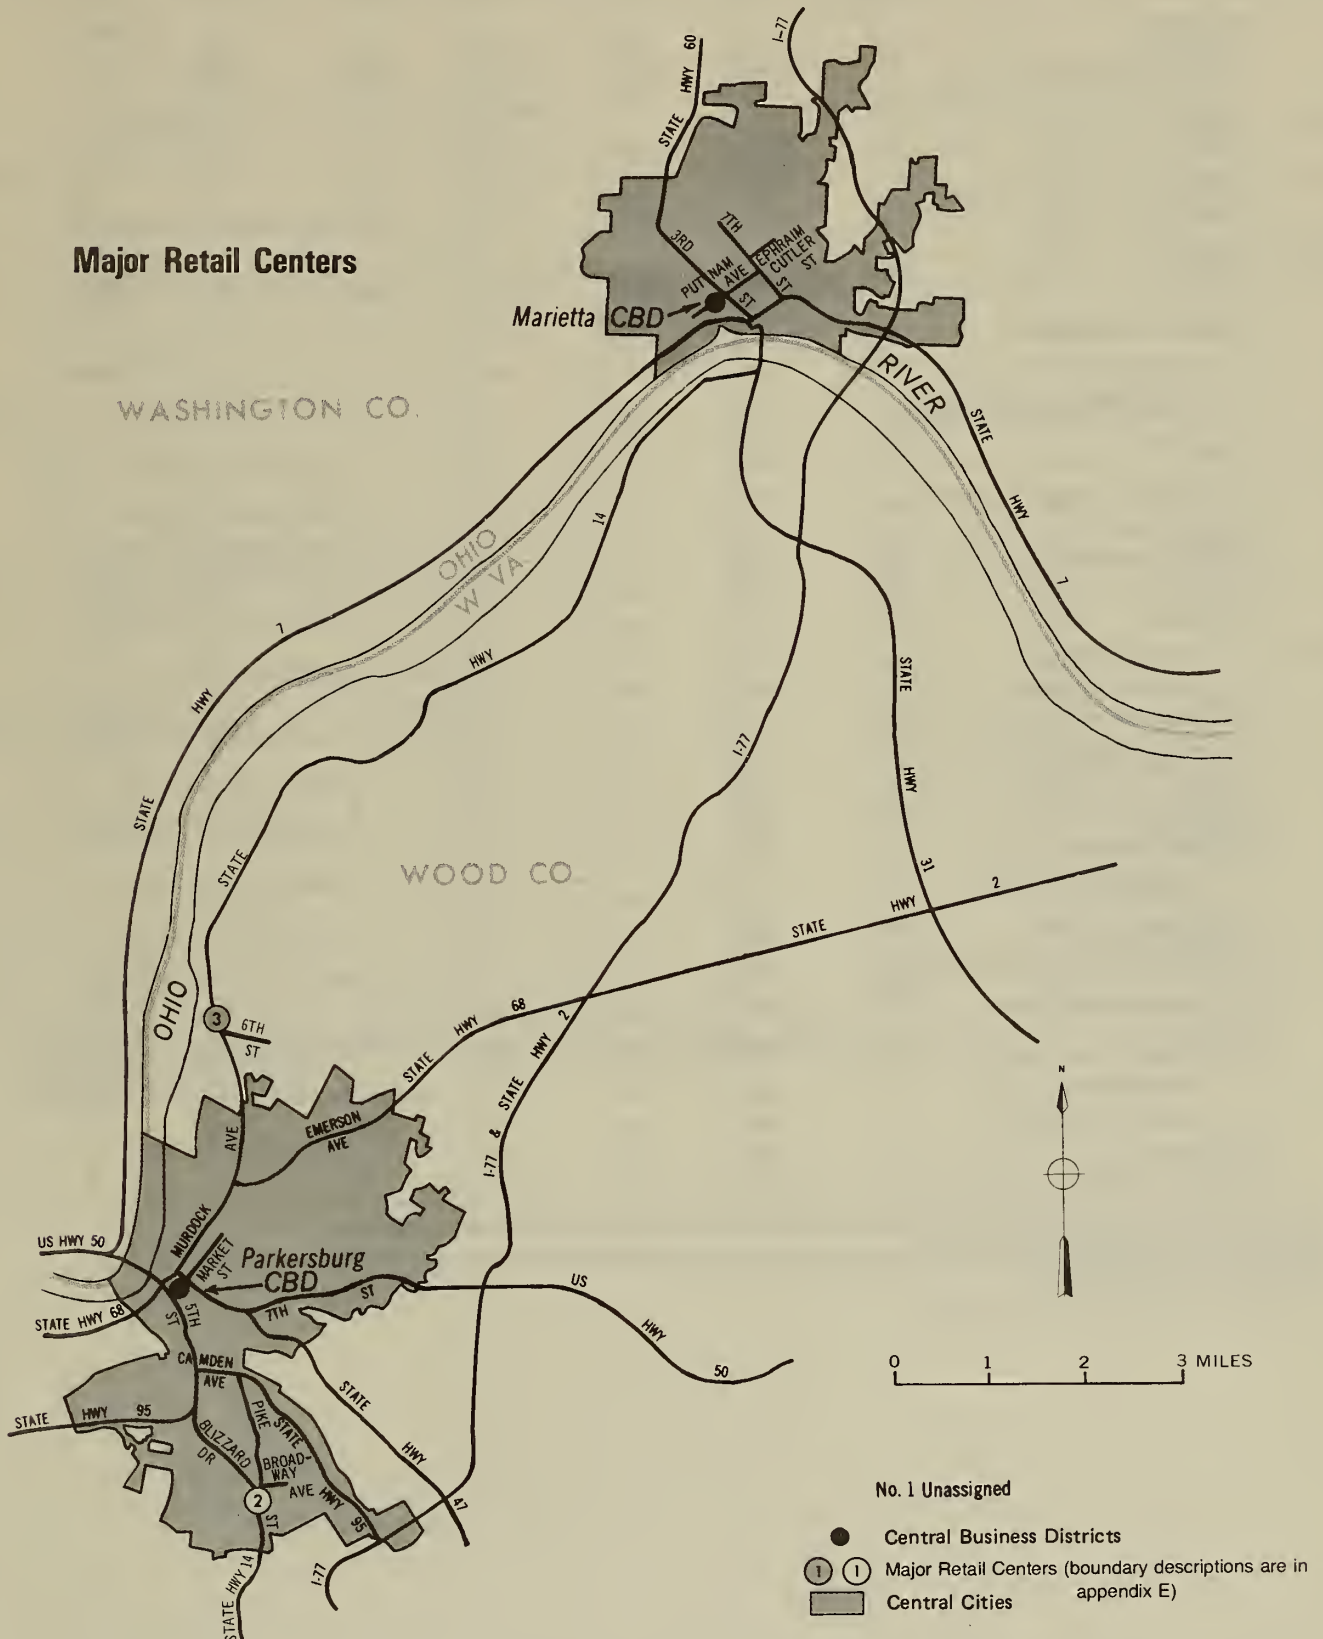 I-77
STATE HWY 60
7TH
3RD
EPHRAIM
CUTLER
ST
PUTNAM
AVE
ST
ST
Major Retail Centers
Marietta CBD
RIVER
WASHINGTON CO.
STATE HWY 7
14
OHIO
W VA.
7
HWY
HWY
STATE
I-77
HWY
STATE
STATE
WOOD CO
31
STATE HWY 2
OHIO
3
6TH
ST
STATE HWY 68
I-77 & STATE HWY 2
N
EMERSON
AVE
AVE
MURDOCK
US HWY 50
MARKET
ST
Parkersburg
CBD
US HWY 50
STATE HWY 68
5TH
ST
7TH ST
CAMDEN
AVE
0 1 2 3 MILES
STATE HWY 95
STATE HWY 47
PIKE
ST
STATE HWY 95
BLIZZARD
DR
BROAD-
WAY
AVE
2
No. 1 Unassigned
Central Business Districts
1 1 Major Retail Centers (boundary descriptions are in
appendix E)
Central Cities
I-77
STATE HWY 14